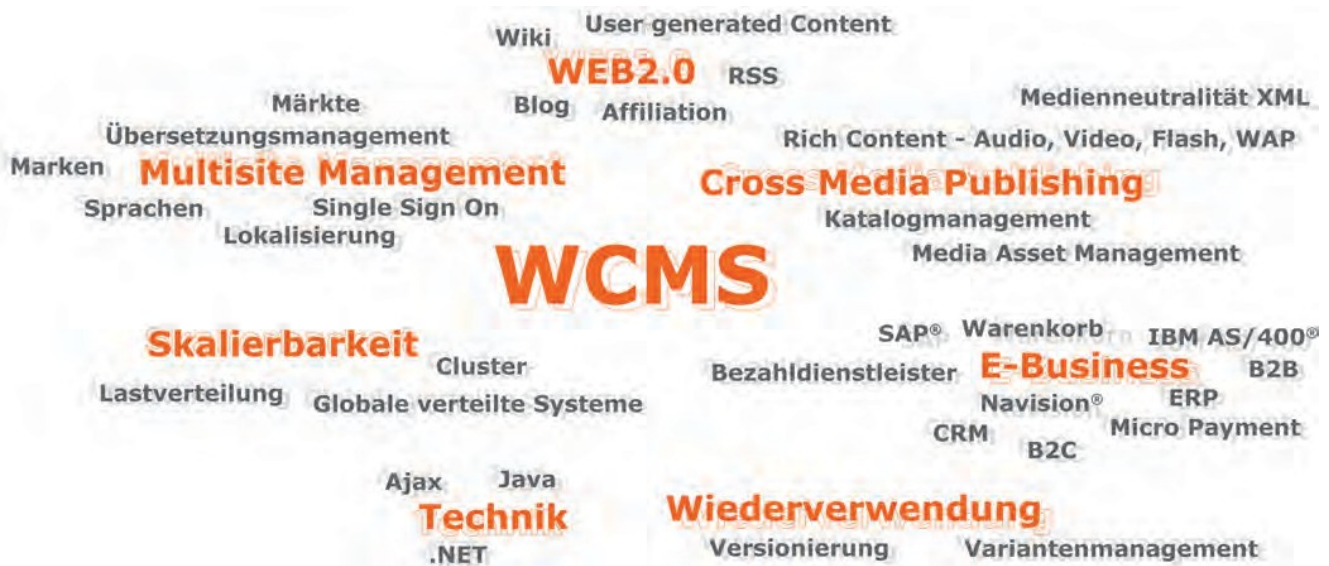 User generated Content
Wiki
WEB2.0 RSS
Blog Affiliation
Märkte
Übersetzungsmanagement
Marken Multisite Management
Sprachen Single Sign On
Lokalisierung
Medienneutralität XML
Rich Content - Audio, Video, Flash, WAP
Cross Media Publishing
Katalogmanagement
Media Asset Management
WCMS
Skalierbarkeit
Cluster
Lastverteilung Globale verteilte Systeme
SAP® Warenkorb IBM AS/400®
Bezahldienstleister E-Business B2B
Navision® ERP
CRM Micro Payment
B2C
Ajax Java
Technik
.NET
Wiederverwendung
Versionierung Variantenmanagement